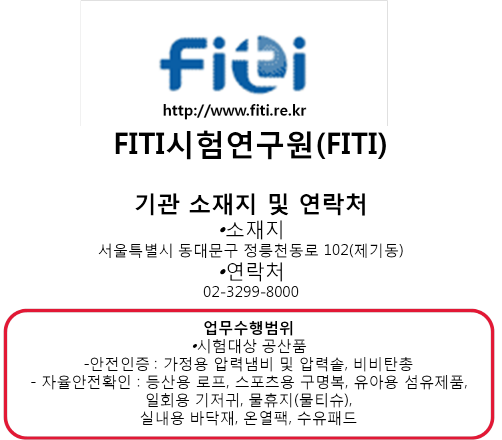 fiti
http://www.fiti.re.kr
FITI시험연구원(FITI)
기관 소재지 및 연락처
•소재지
서울특별시 동대문구 정릉천동로 102(제기동)
•연락처
02-3299-8000
업무수행범위
•시험대상 공산품
-안전인증 : 가정용 압력냄비 및 압력솥, 비비탄총
- 자율안전확인 : 등산용 로프, 스포츠용 구명복, 유아용 섬유제품,
일회용 기저귀, 물휴지(물티슈),
실내용 바닥재, 온열팩, 수유패드